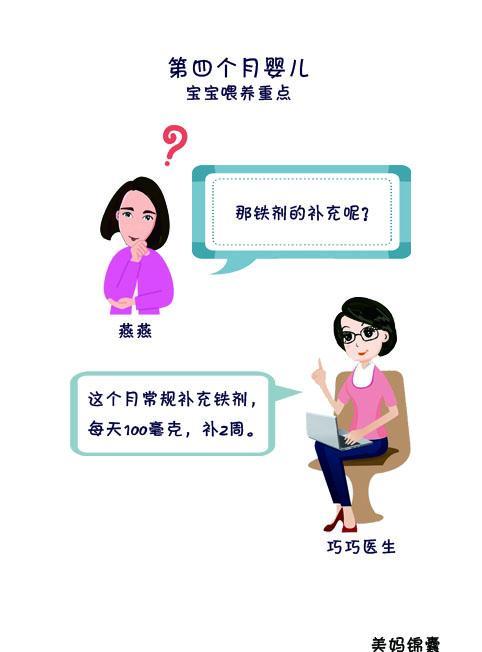 第四个月婴儿
宝宝喂养重点
?
那铁剂的补充呢?
燕燕
这个月常规补充铁剂，
每天100毫克，补2周。
巧巧医生
美妈锦囊